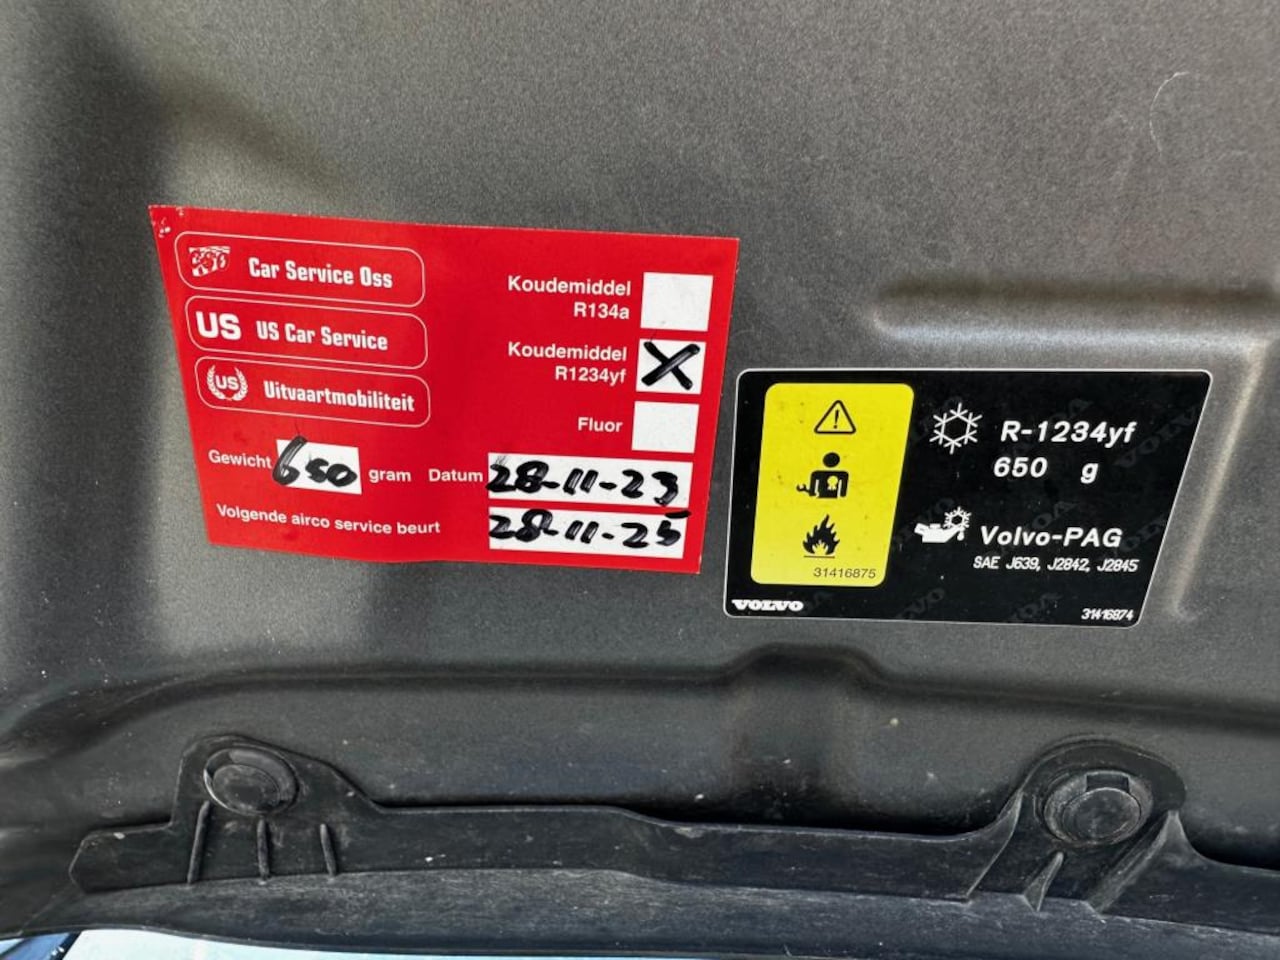 Car Service Oss
US US Car Service
US Uitvaartmobiliteit
Koudemiddel
R134a
Koudemiddel
R1234yf X
Fluor
Gewicht 650 gram Datum 28-11-23
Volgende airco service beurt 28-11-25
R-1234yf
650 g
Volvo-PAG
SAE J639, J2842, J2845
31416875
VOLVO
31416874